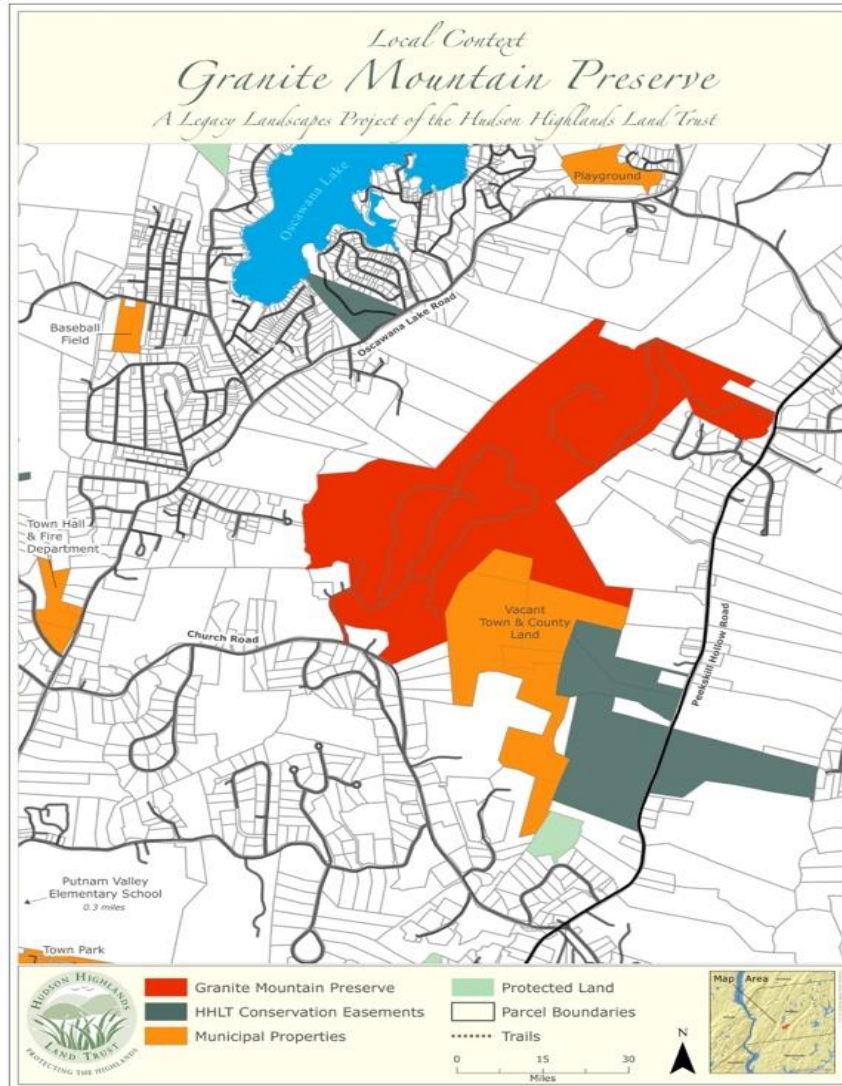 Local Context
Granite Mountain Preserve
A Legacy Landscapes Project of the Hudson Highlands Land Trust
Oscawana Lake
Playground
Baseball
Field
Oscawana Lake Road
Town Hall
& Fire
Department
Vacant
Town & County
Land
Church Road
Peekskill Hollow Road
Putnam Valley
Elementary School
0.3 miles
Town Park
HUDSON HIGHLANDS
LAND TRUST
PROTECTING THE HIGHLANDS
Granite Mountain Preserve
HHLT Conservation Easements
Municipal Properties
Protected Land
Parcel Boundaries
Trails
0 15 30
Miles
N
Map Area